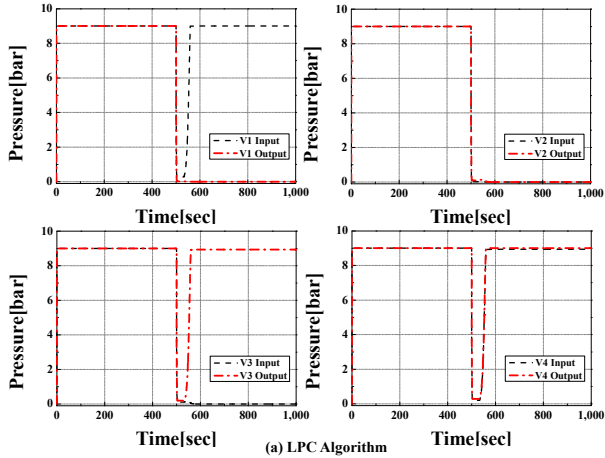 Pressure[bar]
10
8
6
4
2
0
V1 Input
V1 Output
0 200 400 600 800 1,000
Time[sec]
Pressure[bar]
10
8
6
4
2
0
V2 Input
V2 Output
0 200 400 600 800 1,000
Time[sec]
Pressure[bar]
10
8
6
4
2
0
V3 Input
V3 Output
0 200 400 600 800 1,000
Time[sec]
Pressure[bar]
10
8
6
4
2
0
V4 Input
V4 Output
0 200 400 600 800 1,000
Time[sec]
(a) LPC Algorithm